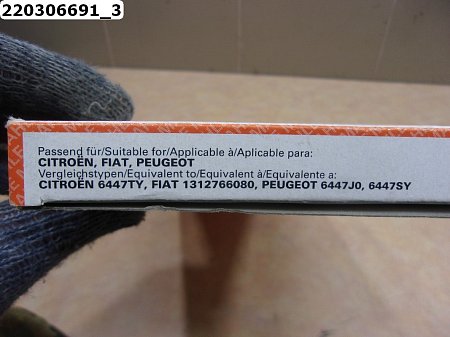 220306691_3
Passend für/Suitable for/Applicable à/Aplicable para:
CITROËN, FIAT, PEUGEOT
Vergleichstypen/Equivalent to/Equivalent à/Equivalente a:
CITROËN 6447TY, FIAT 1312766080, PEUGEOT 6447J0, 6447SY